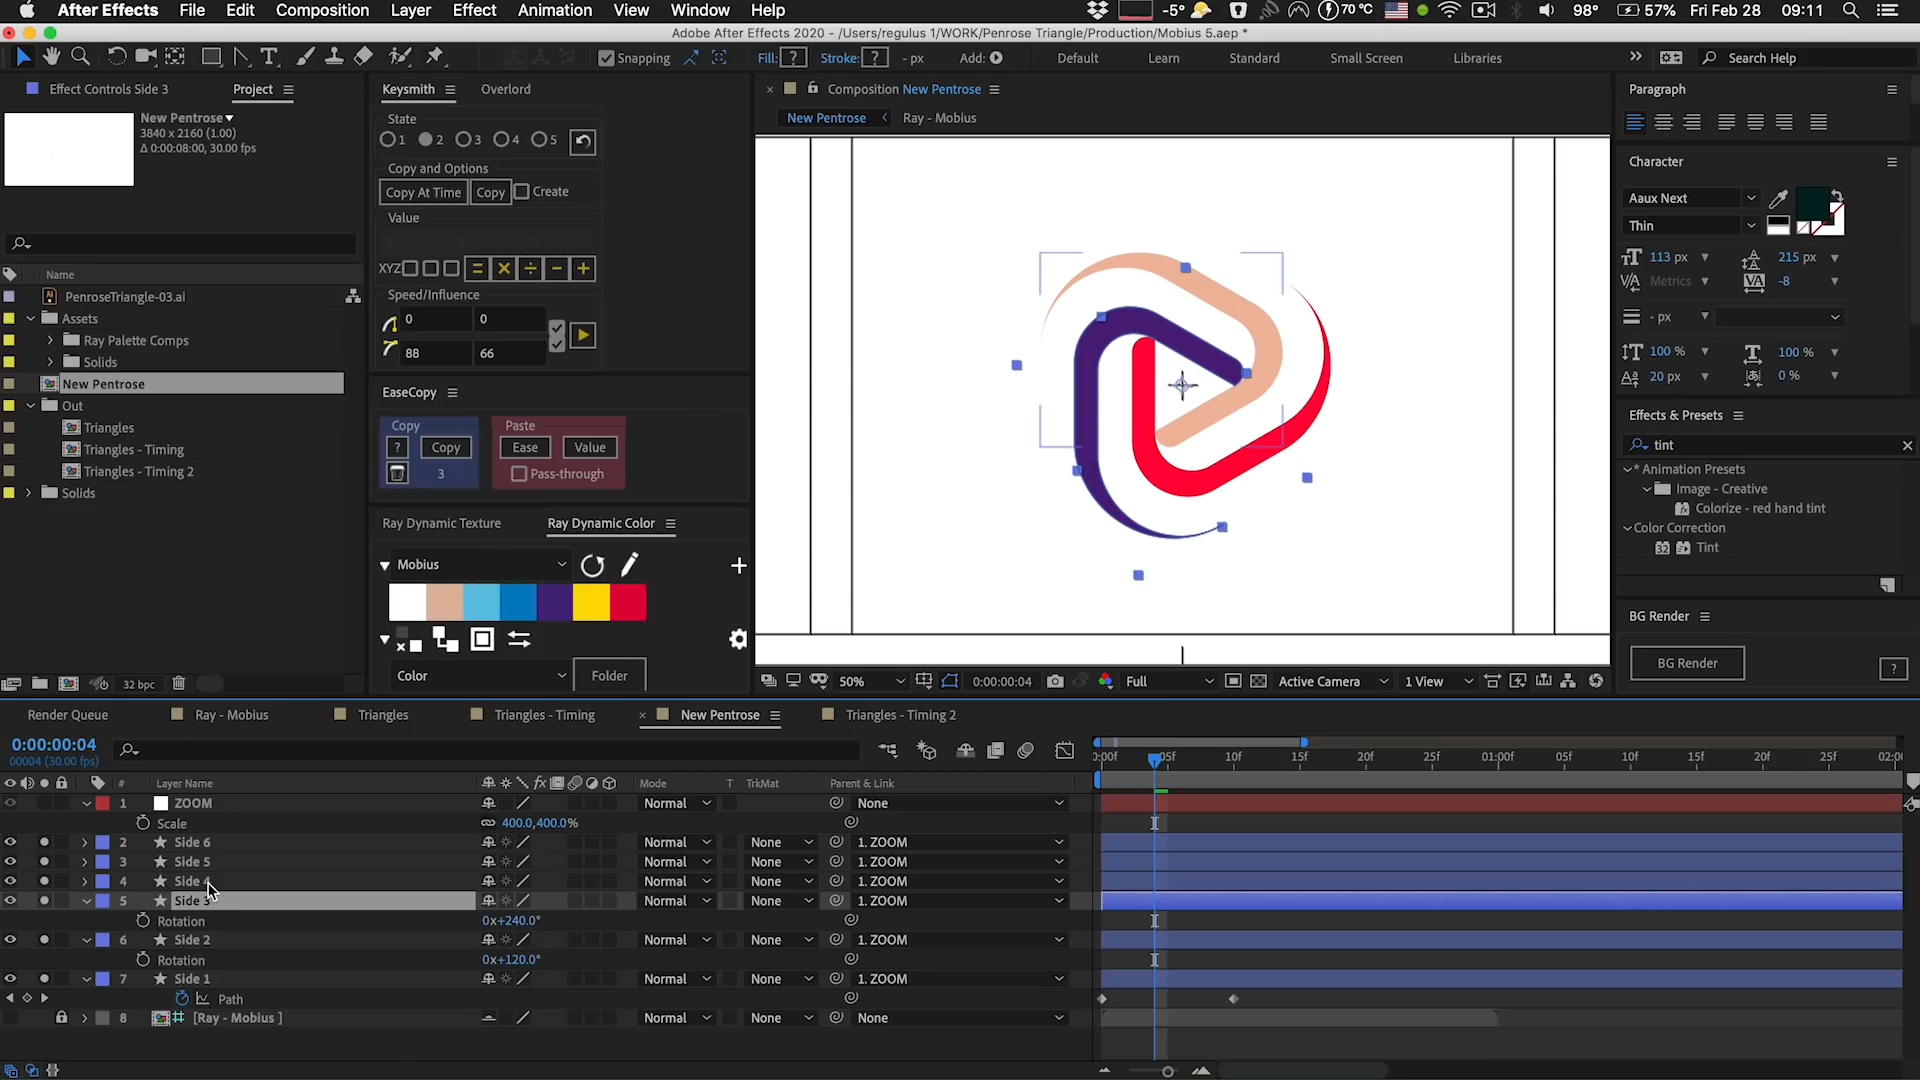 After Effects File Edit Composition Layer Effect Animation View Window Help -5° 70 °C 98° 57% Fri Feb 28 09:11
Adobe After Effects 2020 - /Users/regulus 1/WORK/Penrose Triangle/Production/Mobius 5.aep *
Snapping Fill: ? Stroke: ? - px Add: Default Learn Standard Small Screen Libraries Search Help
Effect Controls Side 3 Project
New Pentrose
3840 x 2160 (1.00)
Δ 0:00:08:00, 30.00 fps
Name
PenroseTriangle-03.ai
Assets
Ray Palette Comps
Solids
New Pentrose
Out
Triangles
Triangles - Timing
Triangles - Timing 2
Solids
32 bpc
Keysmith Overlord
State
1 2 3 4 5
Copy and Options
Copy At Time Copy Create
Value
XYZ = × ÷ - +
Speed/Influence
0 0
88 66
EaseCopy
Copy Paste
? Copy Ease Value
3 Pass-through
Ray Dynamic Texture Ray Dynamic Color
Mobius
Color Folder
Composition New Pentrose
New Pentrose Ray - Mobius
50% 0:00:00:04 Full Active Camera 1 View
Paragraph
Character
Aaux Next
Thin
113 px 215 px
Metrics -8
- px
100 % 100 %
20 px 0 %
Effects & Presets
tint
* Animation Presets
Image - Creative
Colorize - red hand tint
Color Correction
Tint
BG Render
BG Render ?
Render Queue Ray - Mobius Triangles Triangles - Timing New Pentrose Triangles - Timing 2
0:00:00:04
00004 (30.00 fps)
:00f 05f 10f 15f 20f 25f 01:00f 05f 10f 15f 20f 25f 02:00
# Layer Name Mode T TrkMat Parent & Link
1 ZOOM Normal None
Scale 400.0,400.0%
2 Side 6 Normal None 1. ZOOM
3 Side 5 Normal None 1. ZOOM
4 Side 4 Normal None 1. ZOOM
5 Side 3 Normal None 1. ZOOM
Rotation 0x+240.0°
6 Side 2 Normal None 1. ZOOM
Rotation 0x+120.0°
7 Side 1 Normal None 1. ZOOM
Path
8 [Ray - Mobius ] Normal None None